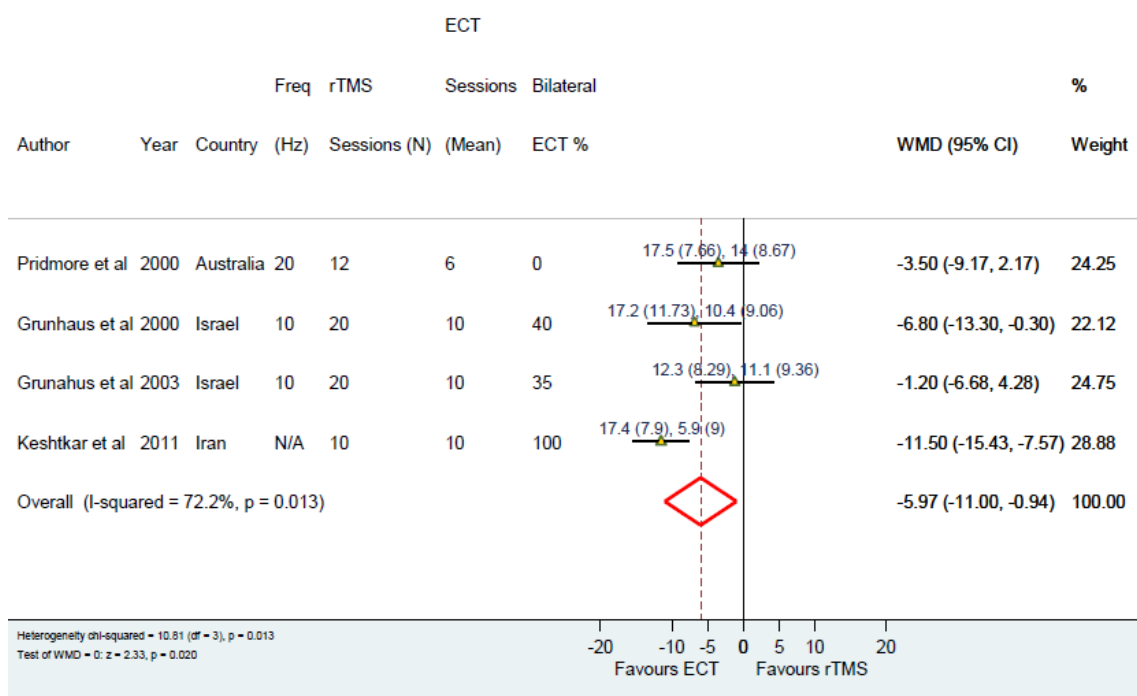 ECT
Freq rTMS Sessions Bilateral %
Author Year Country (Hz) Sessions (N) (Mean) ECT % WMD (95% CI) Weight
17.5 (7.66), 14 (8.67)
Pridmore et al 2000 Australia 20 12 6 0 -3.50 (-9.17, 2.17) 24.25
17.2 (11.73), 10.4 (9.06)
Grunhaus et al 2000 Israel 10 20 10 40 -6.80 (-13.30, -0.30) 22.12
12.3 (8.29), 11.1 (9.36)
Grunahus et al 2003 Israel 10 20 10 35 -1.20 (-6.68, 4.28) 24.75
17.4 (7.9), 5.9 (9)
Keshtkar et al 2011 Iran N/A 10 10 100 -11.50 (-15.43, -7.57) 28.88
Overall (I-squared = 72.2%, p = 0.013) -5.97 (-11.00, -0.94) 100.00
Heterogeneity chi-squared = 10.81 (df = 3), p = 0.013
Test of WMD = 0: z = 2.33, p = 0.020
-20 -10 -5 0 5 10 20
Favours ECT Favours rTMS